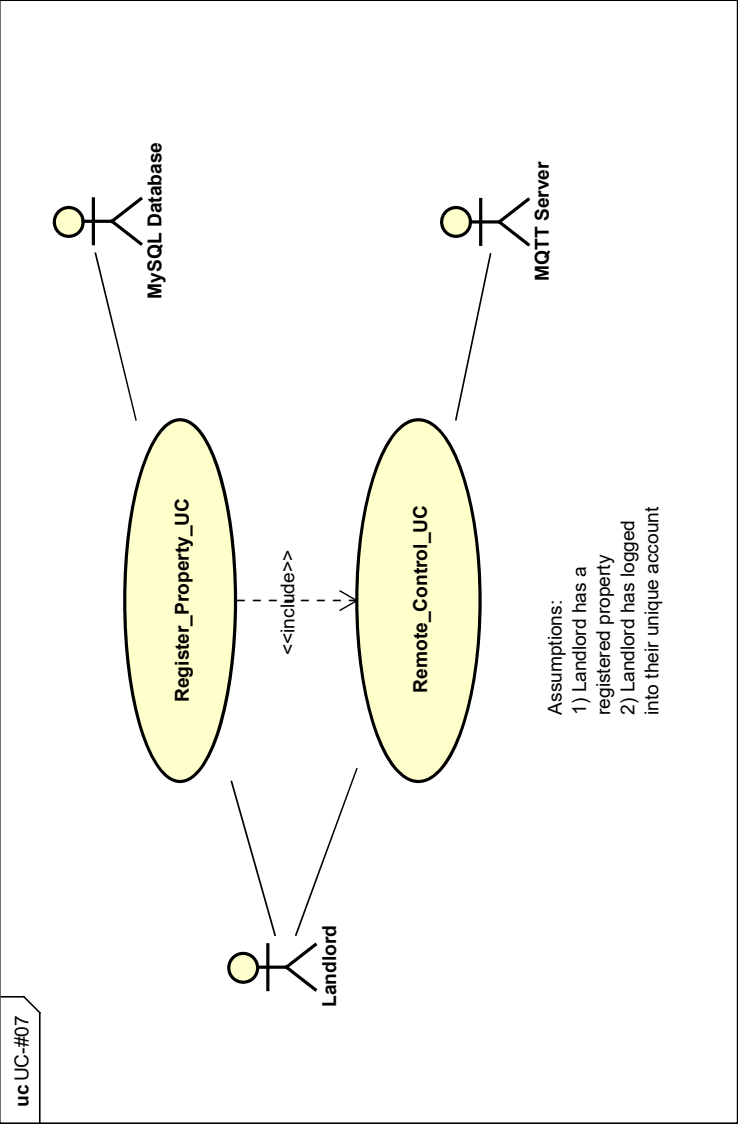 uc UC-#07
MySQL Database
Register_Property_UC
<<include>>
Landlord
Remote_Control_UC
MQTT Server
Assumptions:
1) Landlord has a
registered property
2) Landlord has logged
into their unique account